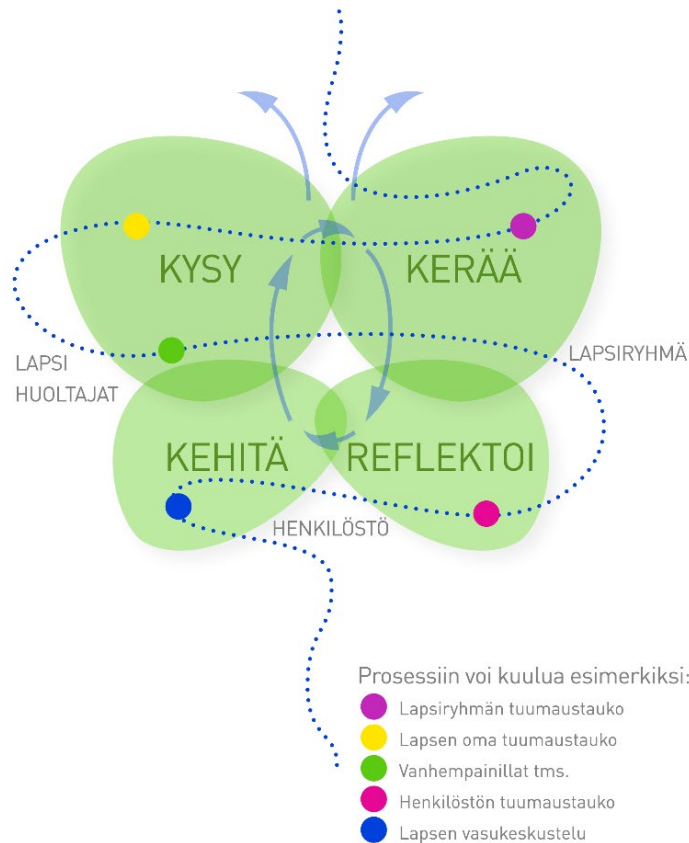 KYSY
KERÄÄ
LAPSI
HUOLTAJAT
LAPSIRYHMÄ
KEHITÄ
REFLEKTOI
HENKILÖSTÖ
Prosessiin voi kuulua esimerkiksi:
Lapsiryhmän tuumaustauko
Lapsen oma tuumaustauko
Vanhempainillat tms.
Henkilöstön tuumaustauko
Lapsen vasukeskustelu